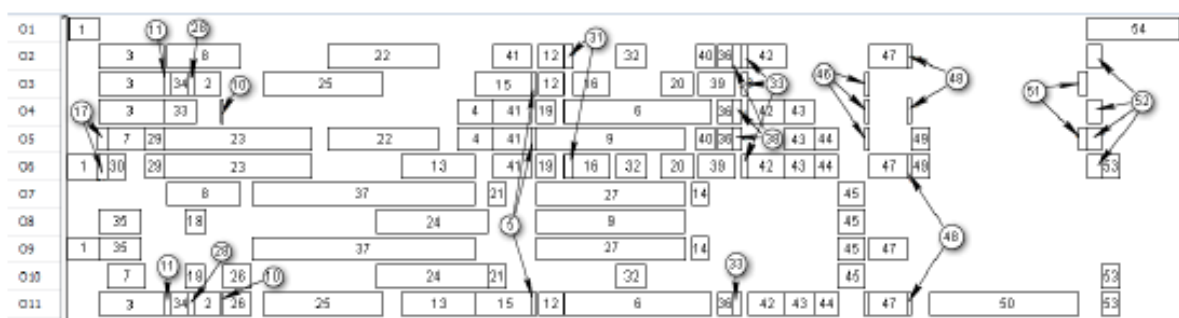 O1 1 54
11 28 31
O2 3 8 22 41 12 32 40 36 42 47 48
O3 3 34 2 10 25 15 12 16 20 39 33 46 51 52
17
O4 3 33 4 41 19 6 36 42 43
O5 7 29 23 22 4 41 9 40 36 38 42 43 44 49
O6 1 30 29 23 13 41 19 16 32 20 39 42 43 44 47 49 53
O7 8 37 21 27 14 45
O8 35 18 24 5 9 45
O9 1 35 37 27 14 45 47 48
11 28 10 33
O10 7 18 26 24 21 32 45 53
O11 3 34 2 26 25 13 15 12 6 36 42 43 44 47 50 53